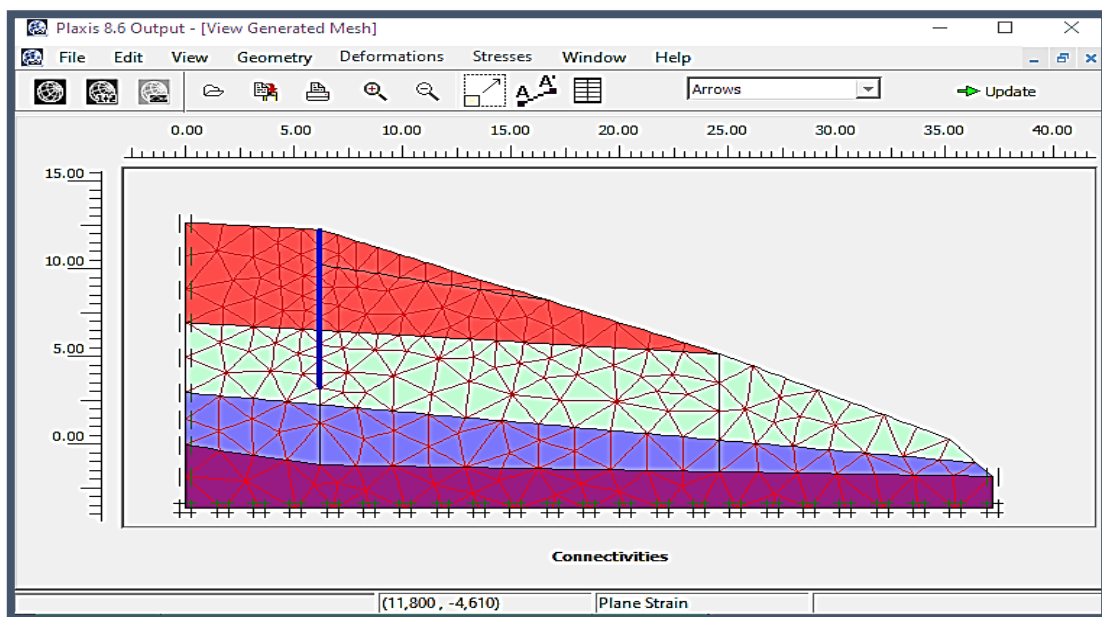 Plaxis 8.6 Output - [View Generated Mesh]
File Edit View Geometry Deformations Stresses Window Help
Arrows Update
0.00 5.00 10.00 15.00 20.00 25.00 30.00 35.00 40.00
15.00
10.00
5.00
0.00
Connectivities
(11,800 , -4,610) Plane Strain